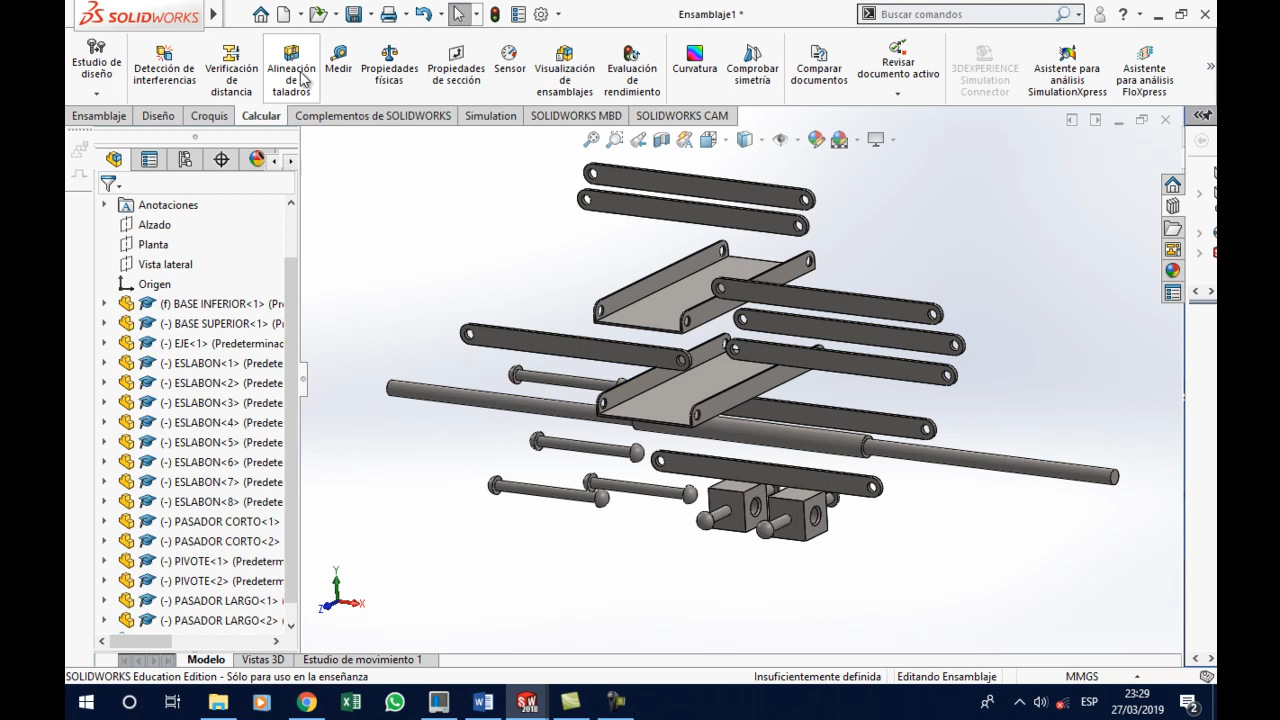 SOLIDWORKS
Ensamblaje1 *
Buscar comandos
Estudio de diseño
Detección de interferencias
Verificación de distancia
Alineación de taladros
Medir
Propiedades físicas
Propiedades de sección
Sensor
Visualización de ensamblajes
Evaluación de rendimiento
Curvatura
Comprobar simetría
Comparar documentos
Revisar documento activo
3DEXPERIENCE Simulation Connector
Asistente para análisis SimulationXpress
Asistente para análisis FloXpress
Ensamblaje
Diseño
Croquis
Calcular
Complementos de SOLIDWORKS
Simulation
SOLIDWORKS MBD
SOLIDWORKS CAM
Anotaciones
Alzado
Planta
Vista lateral
Origen
(f) BASE INFERIOR<1> (Pr
(-) BASE SUPERIOR<1> (Pr
(-) EJE<1> (Predeterminad
(-) ESLABON<1> (Predete
(-) ESLABON<2> (Predete
(-) ESLABON<3> (Predete
(-) ESLABON<4> (Predete
(-) ESLABON<5> (Predete
(-) ESLABON<6> (Predete
(-) ESLABON<7> (Predete
(-) ESLABON<8> (Predete
(-) PASADOR CORTO<1>
(-) PASADOR CORTO<2>
(-) PIVOTE<1> (Predeterm
(-) PIVOTE<2> (Predeterm
(-) PASADOR LARGO<1> (
(-) PASADOR LARGO<2> (
Y
Z
X
Modelo
Vistas 3D
Estudio de movimiento 1
SOLIDWORKS Education Edition - Sólo para uso en la enseñanza
Insuficientemente definida
Editando Ensamblaje
MMGS
SW
2018
ESP
23:29
27/03/2019
2